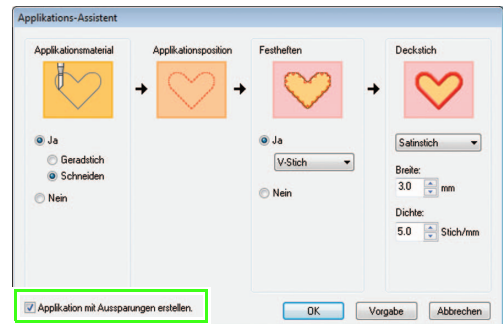 Applikations-Assistent
Applikationsmaterial
Applikationsposition
Festheften
Deckstich
Ja
Geradstich
Schneiden
Nein
Ja
V-Stich
Nein
Satinstich
Breite:
3.0 mm
Dichte:
5.0 Stich/mm
Applikation mit Aussparungen erstellen.
OK
Vorgabe
Abbrechen